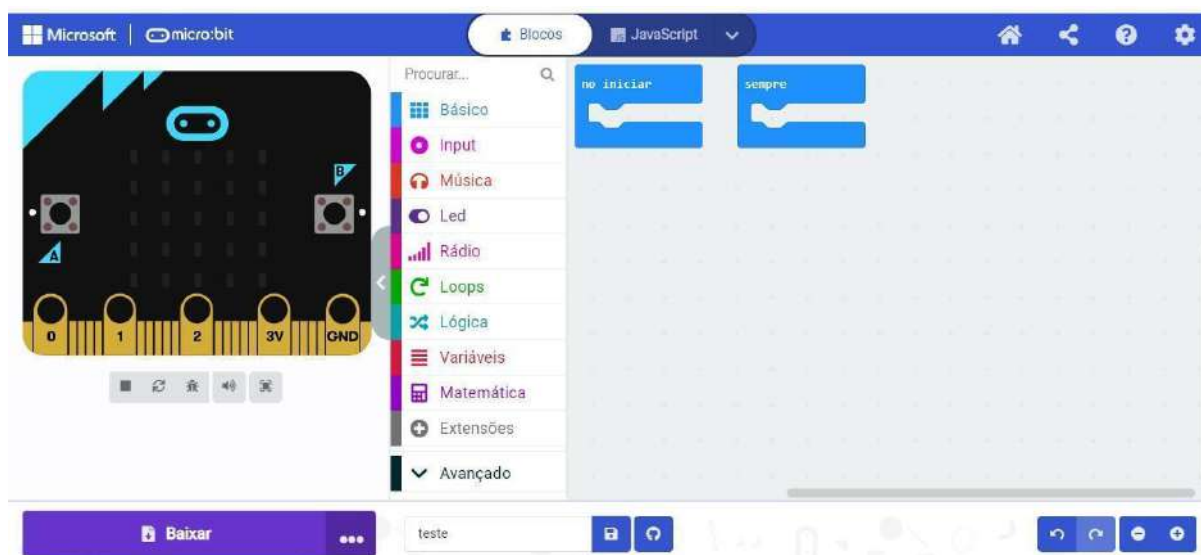 Microsoft micro:bit Blocos JavaScript
Procurar...
Básico
Input
Música
Led
Rádio
Loops
Lógica
Variáveis
Matemática
Extensões
Avançado
no iniciar
sempre
B
A
0 1 2 3V GND
Baixar
teste